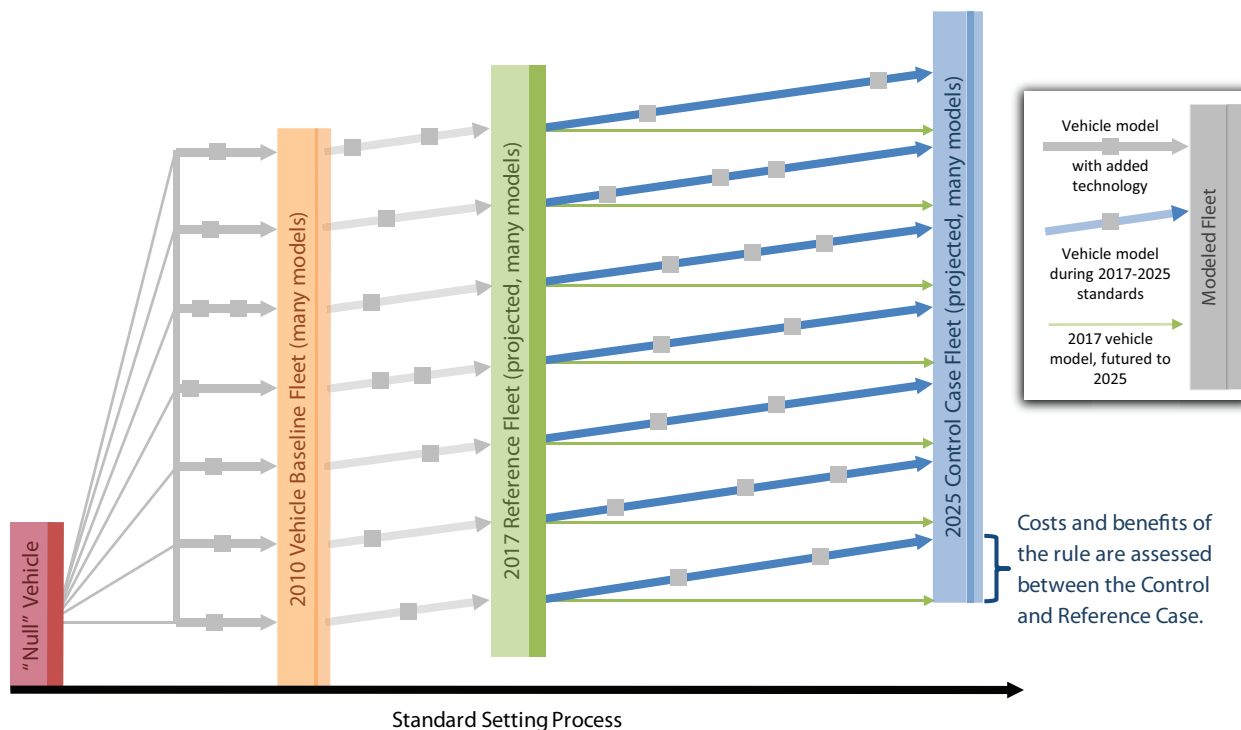 "Null" Vehicle
2010 Vehicle Baseline Fleet (many models)
2017 Reference Fleet (projected, many models)
2025 Control Case Fleet (projected, many models)
Vehicle model
with added
technology
Vehicle model
during 2017-2025
standards
2017 vehicle
model, futured to
2025
Modeled Fleet
Costs and benefits of
the rule are assessed
between the Control
and Reference Case.
Standard Setting Process